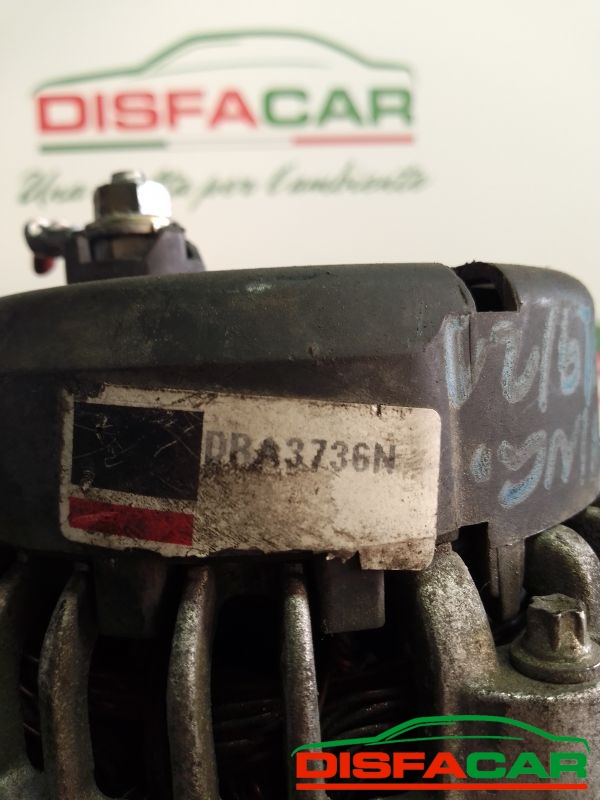 DISFACAR
Una scelta per l'ambiente
DRA3736N
DISFACAR